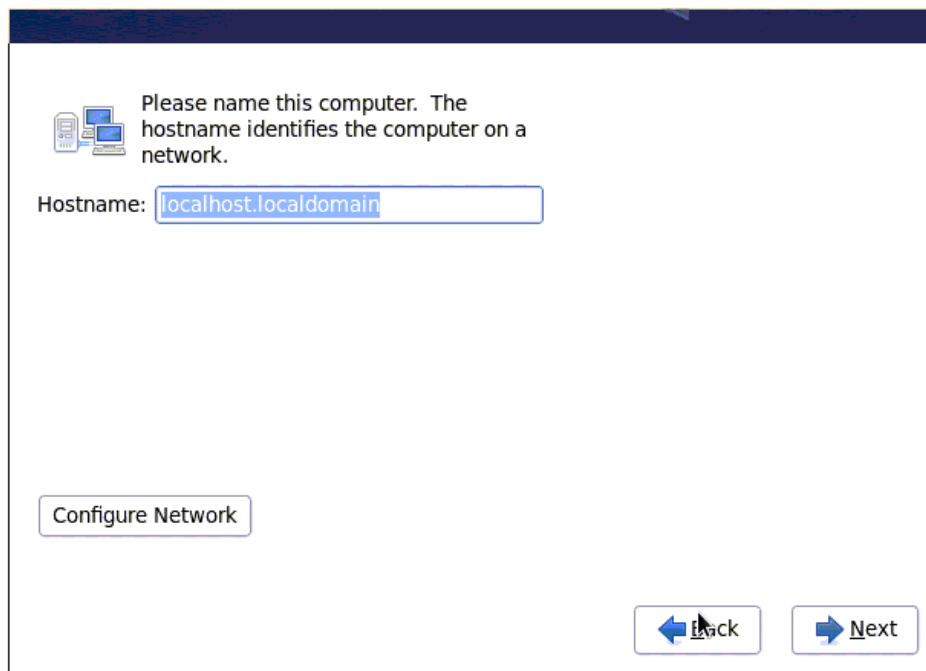 Please name this computer.  The
hostname identifies the computer on a
network.
Hostname: localhost.localdomain
Configure Network
Back Next